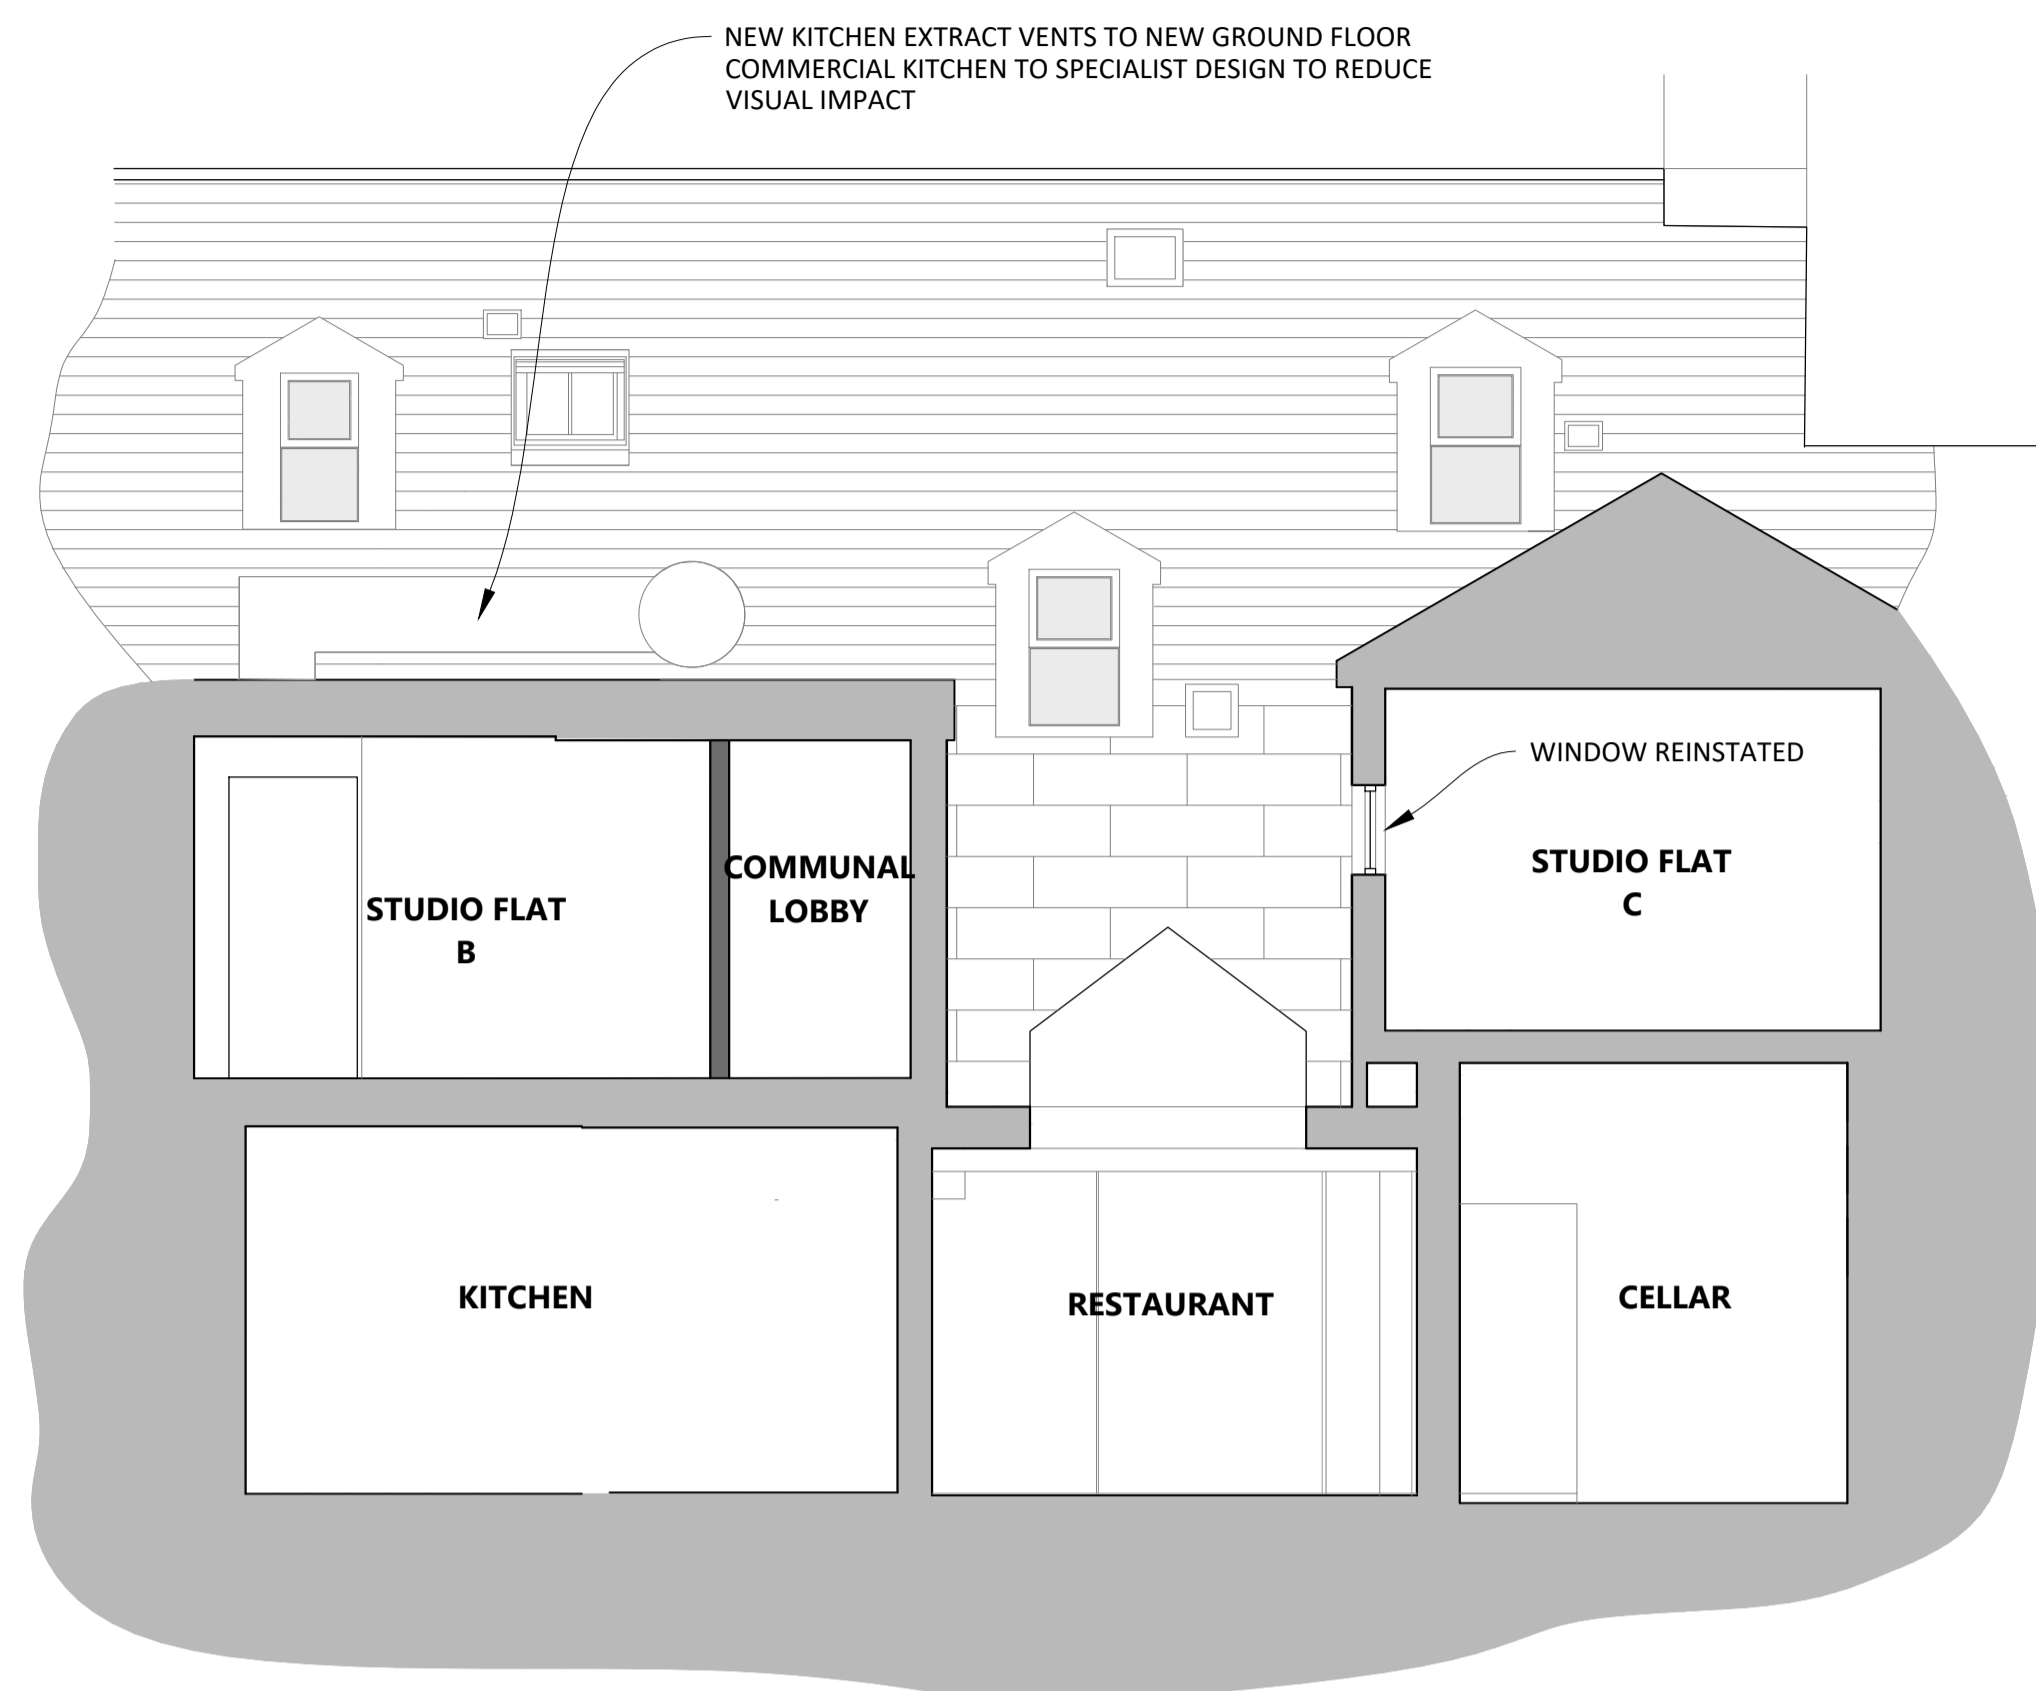 NEW KITCHEN EXTRACT VENTS TO NEW GROUND FLOOR
COMMERCIAL KITCHEN TO SPECIALIST DESIGN TO REDUCE
VISUAL IMPACT
WINDOW REINSTATED
STUDIO FLAT
B
COMMUNAL
LOBBY
STUDIO FLAT
C
KITCHEN
RESTAURANT
CELLAR